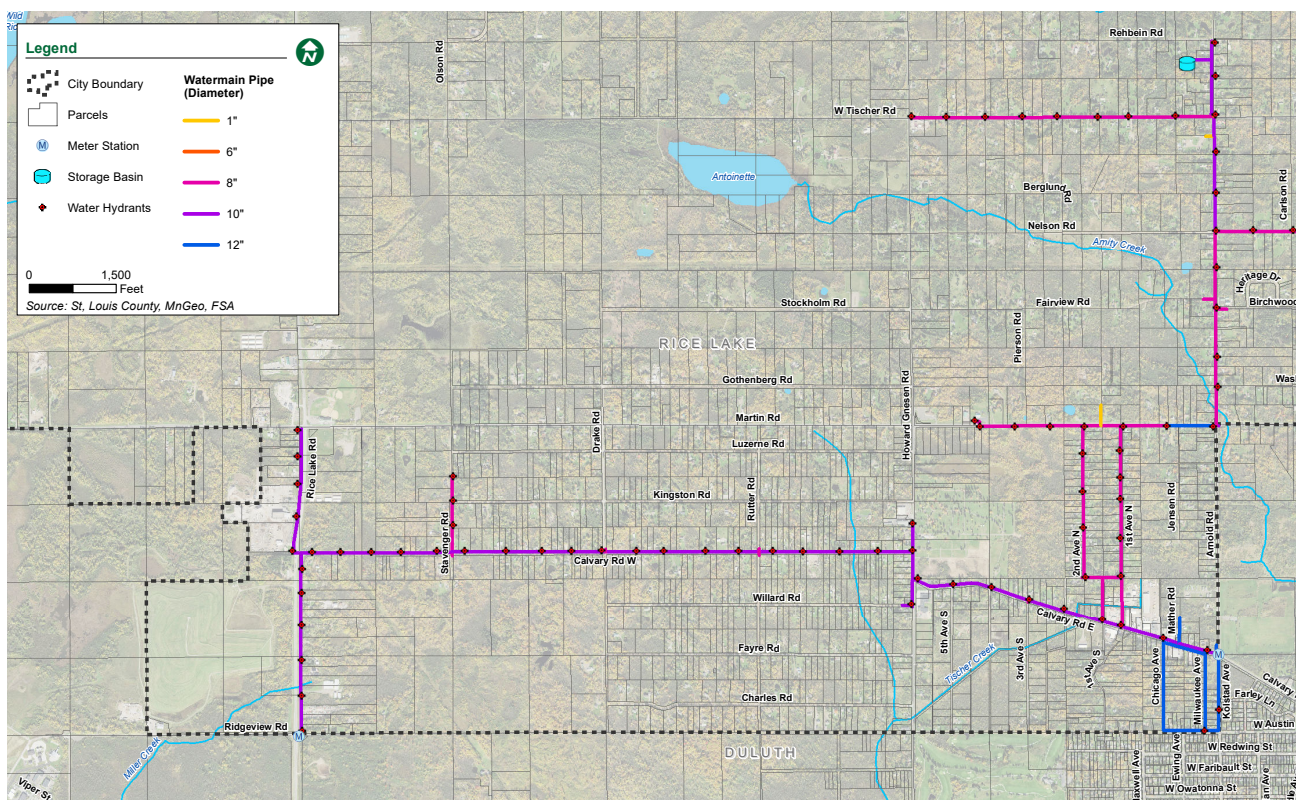 Wild
Legend
N
City Boundary
Parcels
M
Meter Station
Storage Basin
Water Hydrants
Watermain Pipe
(Diameter)
1"
6"
8"
10"
12"
0
1,500
Feet
Source: St, Louis County, MnGeo, FSA
Olson Rd
Rehbein Rd
W Tischer Rd
Antoinette
Berglund Rd
Carlson Rd
Nelson Rd
Amity Creek
Heritage Dr
Birchwood
Stockholm Rd
Fairview Rd
Pierson Rd
RICE LAKE
Gothenberg Rd
Howard Gnesen Rd
Drake Rd
Martin Rd
Luzerne Rd
Rice Lake Rd
Kingston Rd
Rutter Rd
Stavenger Rd
Jensen Rd
Arnold Rd
1st Ave N
2nd Ave N
Calvary Rd W
Willard Rd
Calvary Rd E
Mather Rd
5th Ave S
3rd Ave S
1st Ave S
Fayre Rd
Tischer Creek
Chicago Ave
Milwaukee Ave
Kolstad Ave
M
Calvary
Farley Ln
Charles Rd
Ridgeview Rd
M
W Austin
Miller Creek
DULUTH
Ewing Ave
W Redwing St
W Faribault St
W Owatonna St
Viper St